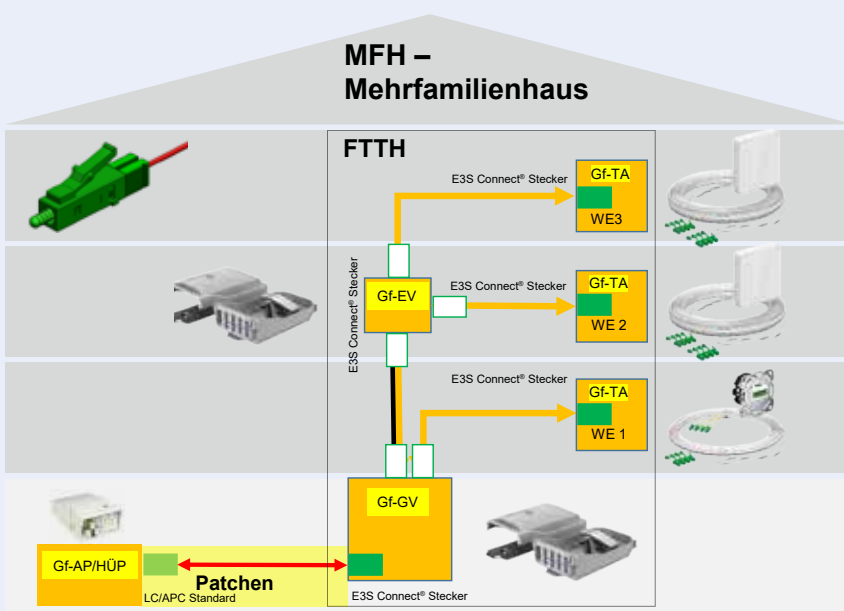 MFH –
Mehrfamilienhaus
FTTH
E3S Connect® Stecker
Gf-TA
WE3
E3S Connect® Stecker
Gf-EV
E3S Connect® Stecker
Gf-TA
WE 2
E3S Connect® Stecker
Gf-TA
WE 1
Gf-GV
Gf-AP/HÜP
Patchen
LC/APC Standard
E3S Connect® Stecker